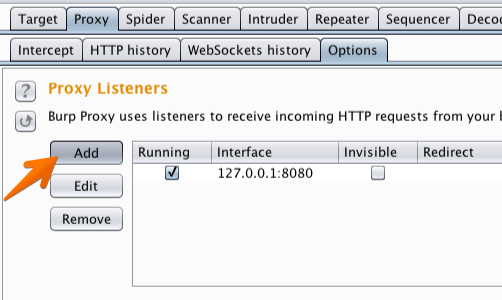 Target Proxy Spider Scanner Intruder Repeater Sequencer
Intercept HTTP history WebSockets history Options
? Proxy Listeners
Burp Proxy uses listeners to receive incoming HTTP requests from your
Add Running Interface Invisible Redirect
127.0.0.1:8080
Edit
Remove